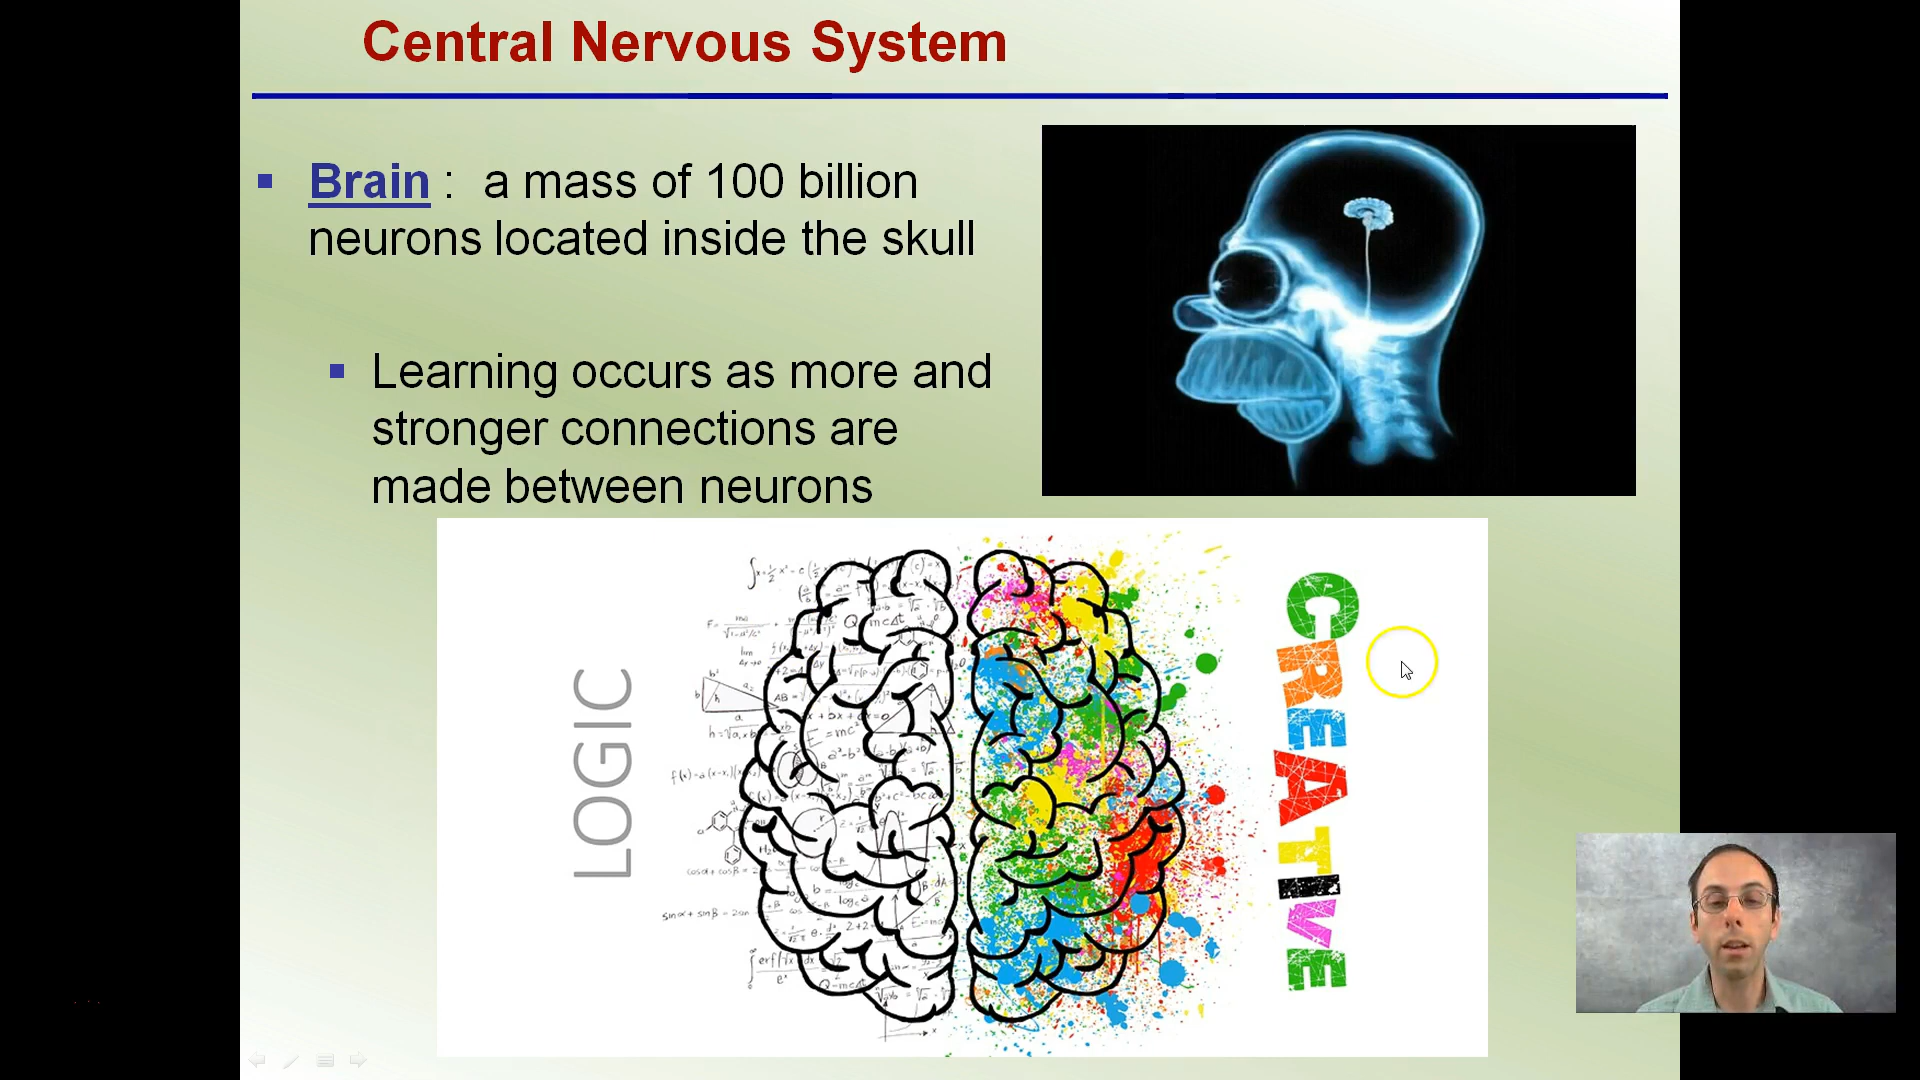 Central Nervous System
Brain : a mass of 100 billion
neurons located inside the skull
Learning occurs as more and
stronger connections are
made between neurons
LOGIC
CREATIVE